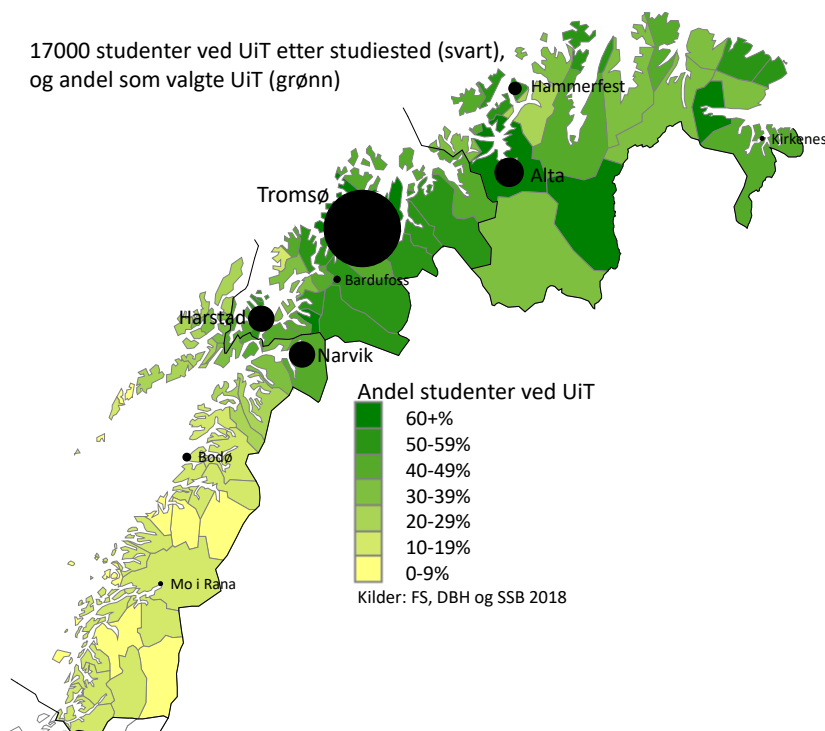 17000 studenter ved UiT etter studiested (svart),
og andel som valgte UiT (grønn)
Hammerfest
Kirkenes
Alta
Tromsø
Bardufoss
Harstad
Narvik
Andel studenter ved UiT
60+%
50-59%
40-49%
30-39%
20-29%
10-19%
0-9%
Kilder: FS, DBH og SSB 2018
Bodø
Mo i Rana